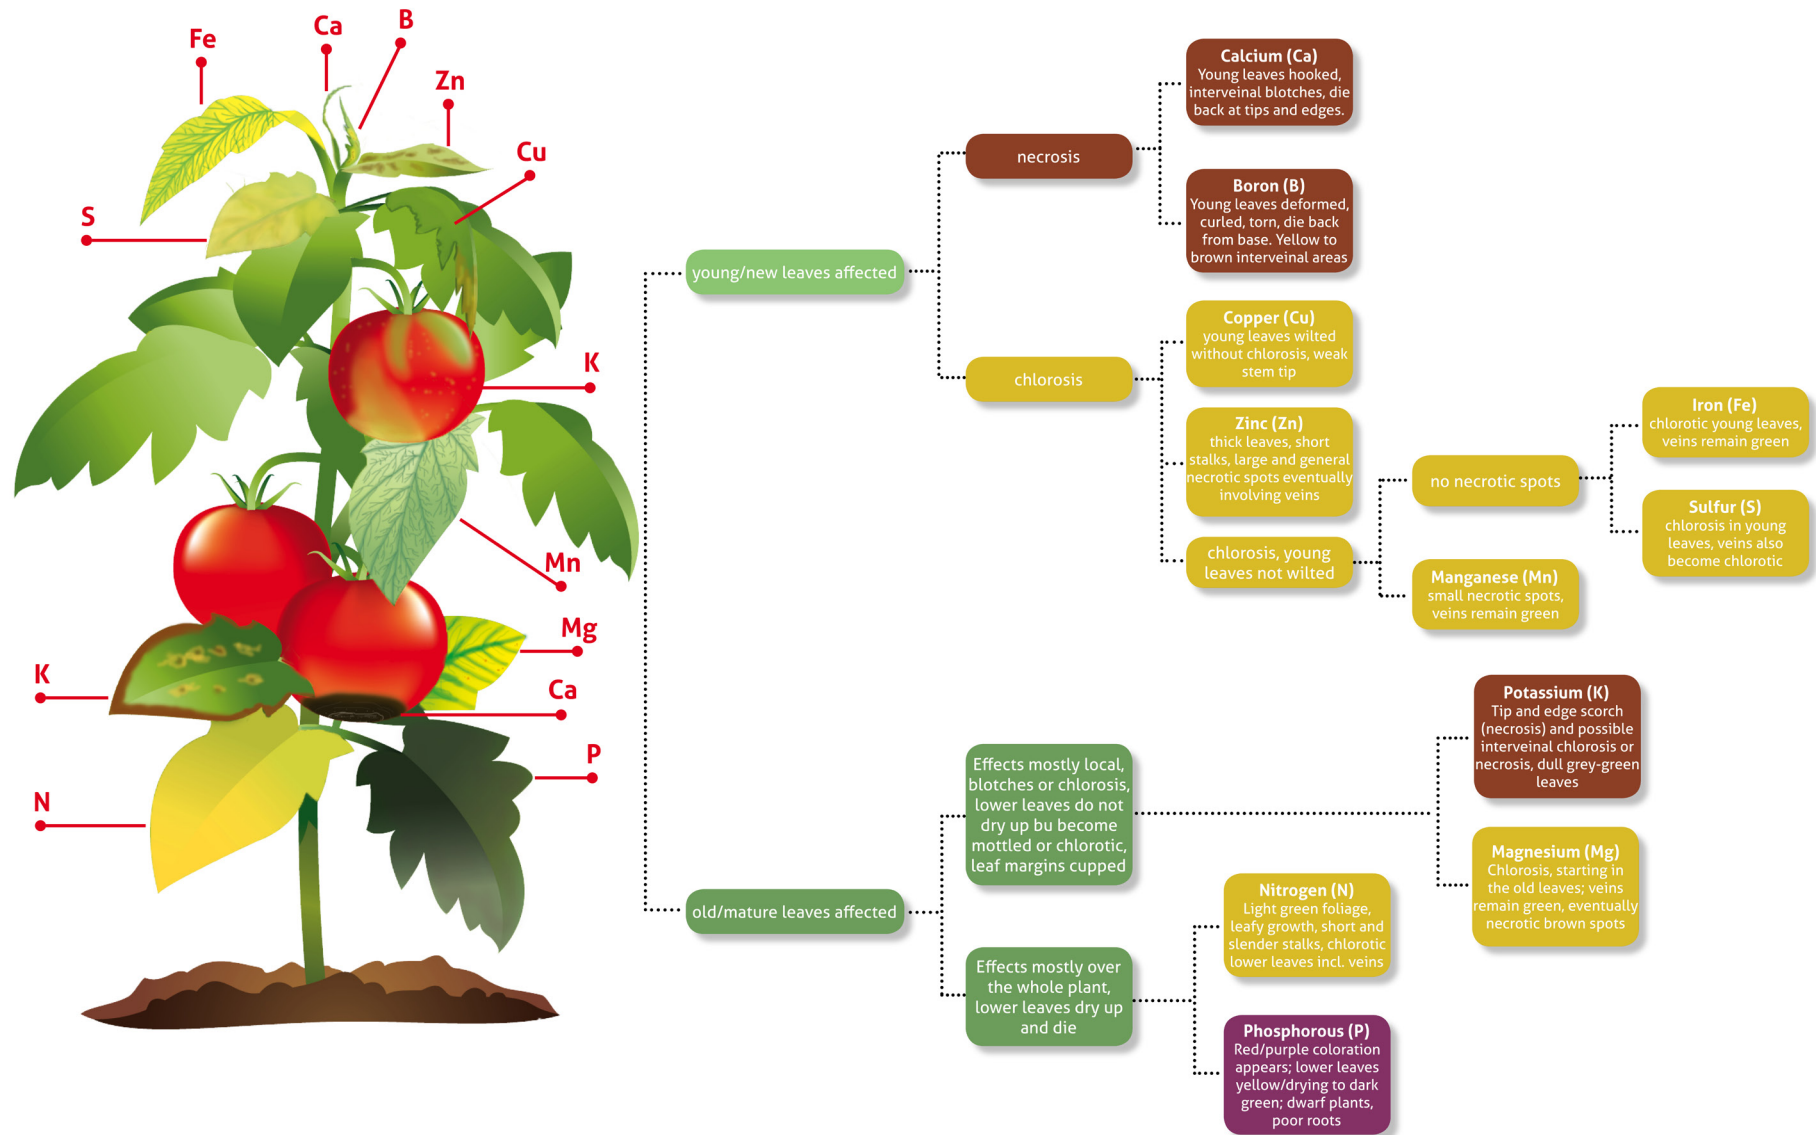 Fe
Ca
B
Zn
Cu
S
K
Mn
Mg
K
Ca
P
N
young/new leaves affected
necrosis
Calcium (Ca)
Young leaves hooked,
interveinal blotches, die
back at tips and edges.
Boron (B)
Young leaves deformed,
curled, torn, die back
from base. Yellow to
brown interveinal areas
chlorosis
Copper (Cu)
young leaves wilted
without chlorosis, weak
stem tip
Zinc (Zn)
thick leaves, short
stalks, large and general
necrotic spots eventually
involving veins
chlorosis, young
leaves not wilted
no necrotic spots
Iron (Fe)
chlorotic young leaves,
veins remain green
Sulfur (S)
chlorosis in young
leaves, veins also
become chlorotic
Manganese (Mn)
small necrotic spots,
veins remain green
old/mature leaves affected
Effects mostly local,
blotches or chlorosis,
lower leaves do not
dry up bu become
mottled or chlorotic,
leaf margins cupped
Potassium (K)
Tip and edge scorch
(necrosis) and possible
interveinal chlorosis or
necrosis, dull grey-green
leaves
Magnesium (Mg)
Chlorosis, starting in
the old leaves; veins
remain green, eventually
necrotic brown spots
Effects mostly over
the whole plant,
lower leaves dry up
and die
Nitrogen (N)
Light green foliage,
leafy growth, short and
slender stalks, chlorotic
lower leaves incl. veins
Phosphorous (P)
Red/purple coloration
appears; lower leaves
yellow/drying to dark
green; dwarf plants,
poor roots